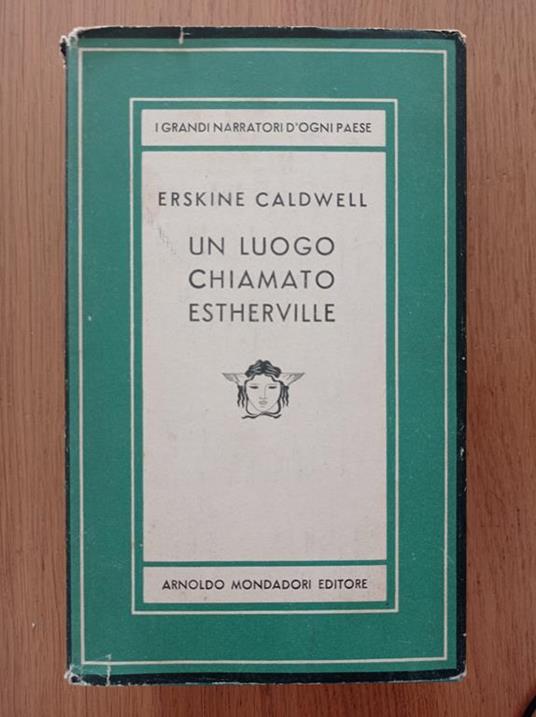 I GRANDI NARRATORI D'OGNI PAESE
ERSKINE CALDWELL
UN LUOGO
CHIAMATO
ESTHERVILLE
ARNOLDO MONDADORI EDITORE